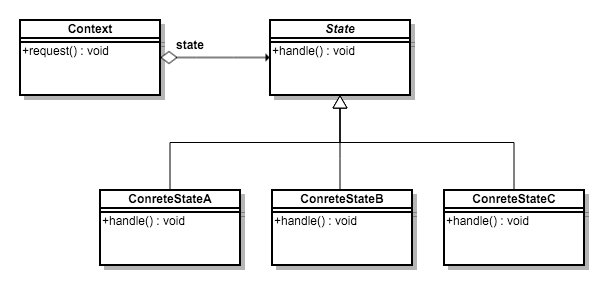 Context
+request() : void
state
State
+handle() : void
ConreteStateA
+handle() : void
ConreteStateB
+handle() : void
ConreteStateC
+handle() : void